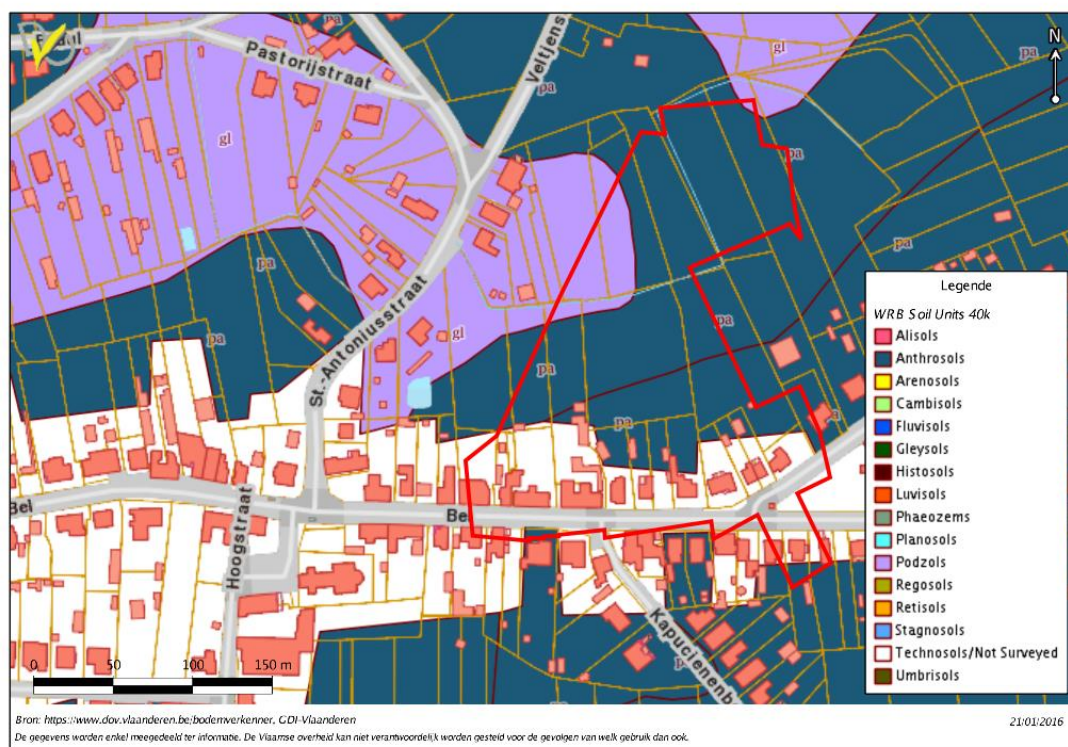 Pastorijstraat
Veltjens
gl
pa
N
gl
pa
pa
pa
gl
pa
pa
St.-Antoniusstraat
pa
pa
pa
pa
Bel
Hoogstraat
Be
Kapucienenb
Legende
WRB Soil Units 40k
Alisols
Anthrosols
Arenosols
Cambisols
Fluvisols
Gleysols
Histosols
Luvisols
Phaeozems
Planosols
Podzols
Regosols
Retisols
Stagnosols
Technosols/Not Surveyed
Umbrisols
0 50 100 150 m
Bron: https://www.dov.vlaanderen.be/bodemverkenner, GDI-Vlaanderen
21/01/2016
De gegevens worden enkel meegedeeld ter informatie. De Vlaamse overheid kan niet verantwoordelijk worden gesteld voor de gevolgen van welk gebruik dan ook.